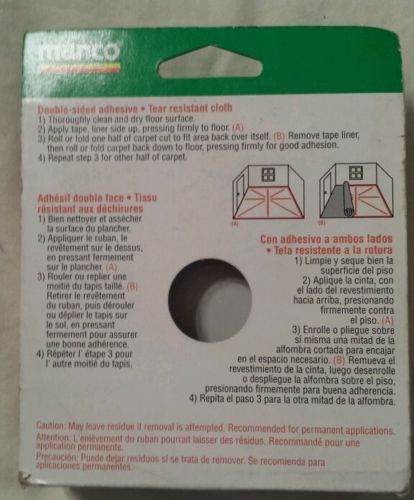 manco
Double-sided adhesive • Tear resistant cloth
1) Thoroughly clean and dry floor surface.
2) Apply tape, liner side up, pressing firmly to floor. (A)
3) Roll or fold one half of carpet cut to fit area back over itself. (B) Remove tape liner,
then roll or fold carpet back down to floor, pressing firmly for good adhesion.
4) Repeat step 3 for other half of carpet.
(A)
(B)
Adhésif double face • Tissu
résistant aux déchirures
1) Bien nettoyer et assécher
la surface du plancher.
2) Appliquer le ruban, le
revêtement sur le dessus,
en pressant fermement
sur le plancher. (A)
3) Rouler ou replier une
moitié du tapis taillé. (B)
Retirer le revêtement
du ruban, puis dérouler
ou déplier le tapis sur
le sol, en pressant
fermement pour assurer
une bonne adhérence.
4) Répéter l' étape 3 pour
l' autre moitié du tapis.
Con adhesivo a ambos lados
• Tela resistente a la rotura
1) Limpie y seque bien la
superficie del piso
2) Aplique la cinta, con
el lado del revestimiento
hacia arriba, presionando
firmemente contra
el piso. (A)
3) Enrolle o pliegue sobre
sí misma una mitad de la
alfombra cortada para encajar
en el espacio necesario. (B) Remueva el
revestimiento de la cinta, luego desenrolle
o despliegue la alfombra sobre el piso,
presionando firmemente para buena adherencia.
4) Repita el paso 3 para la otra mitad de la alfombra.
Caution: May leave residue if removal is attempted. Recommended for permanent applications.
Attention: L'enlèvement du ruban pourrait laisser des résidus. Recommandé pour une
application permanente.
Precaución: Puede dejar residuos si se trata de remover. Se recomienda para
aplicaciones permanentes.